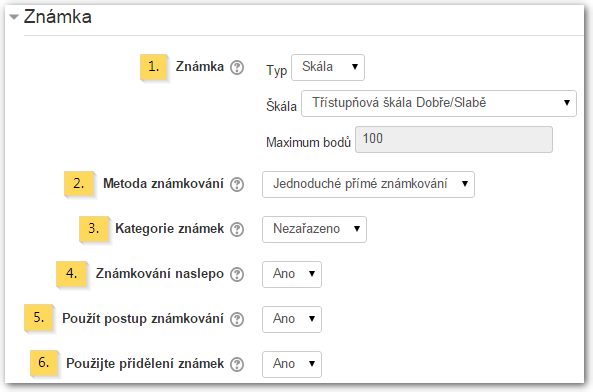 Známka
1. Známka Typ Skála
Škála Třístupňová škála Dobře/Slabě
Maximum bodů 100
2. Metoda známkování Jednoduché přímé známkování
3. Kategorie známek Nezařazeno
4. Známkování naslepo Ano
5. Použít postup známkování Ano
6. Použijte přidělení známek Ano